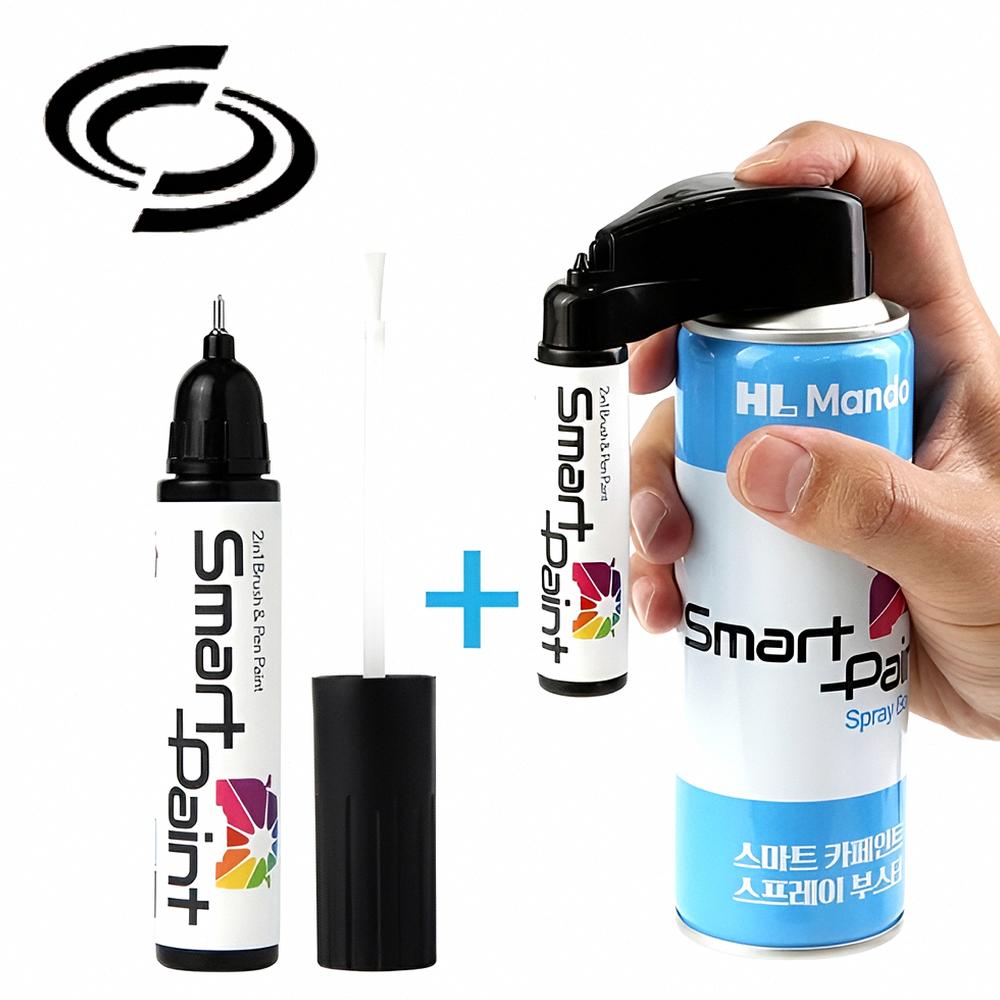 2in1 Brush & Pen Paint
Smart Paint
+
2in1 Brush & Pen Paint
Smart Paint
HL Mando
Smart
Spray
스마트 카페인트
스프레이 부스터